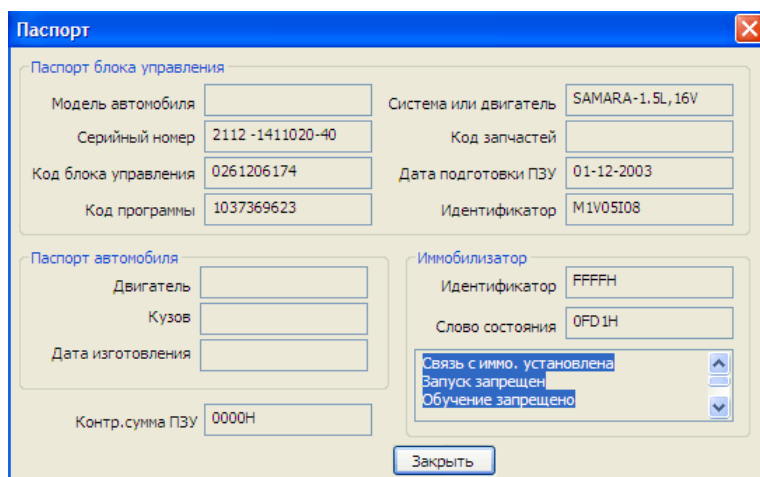 Паспорт
Паспорт блока управления
Модель автомобиля
Система или двигатель SAMARA-1.5L,16V
Серийный номер 2112 -1411020-40
Код запчастей
Код блока управления 0261206174
Дата подготовки ПЗУ 01-12-2003
Код программы 1037369623
Идентификатор M1V05I08
Паспорт автомобиля
Двигатель
Кузов
Дата изготовления
Контр.сумма ПЗУ 0000H
Иммобилизатор
Идентификатор FFFFH
Слово состояния 0FD1H
Связь с иммо. установлена
Запуск запрещен
Обучение запрещено
Закрыть